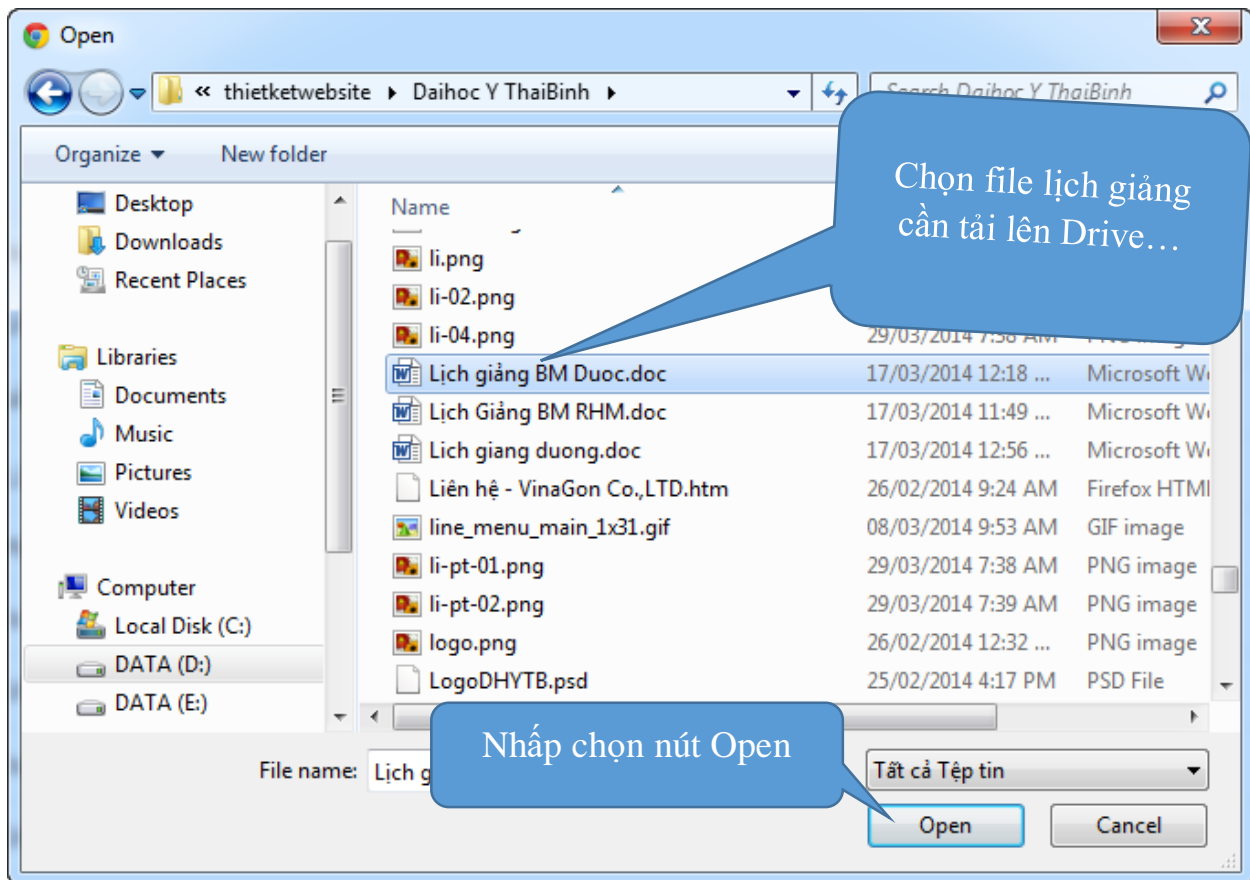 Open
« thietketwebsite ▸ Daihoc Y ThaiBinh ▸
Search Daihoc Y ThaiBinh
Organize
New folder
Chọn file lịch giảng
cần tải lên Drive…
Desktop
Downloads
Recent Places
Libraries
Documents
Music
Pictures
Videos
Computer
Local Disk (C:)
DATA (D:)
DATA (E:)
Name
li.png
li-02.png
li-04.png 29/03/2014 7:38 AM
Lịch giảng BM Duoc.doc 17/03/2014 12:18 ... Microsoft W
Lịch Giảng BM RHM.doc 17/03/2014 11:49 ... Microsoft W
Lich giang duong.doc 17/03/2014 12:56 ... Microsoft W
Liên hệ - VinaGon Co.,LTD.htm 26/02/2014 9:24 AM Firefox HTML
line_menu_main_1x31.gif 08/03/2014 9:53 AM GIF image
li-pt-01.png 29/03/2014 7:38 AM PNG image
li-pt-02.png 29/03/2014 7:39 AM PNG image
logo.png 26/02/2014 12:32 ... PNG image
LogoDHYTB.psd 25/02/2014 4:17 PM PSD File
Nhấp chọn nút Open
File name: Lịch g
Tất cả Tệp tin
Open
Cancel